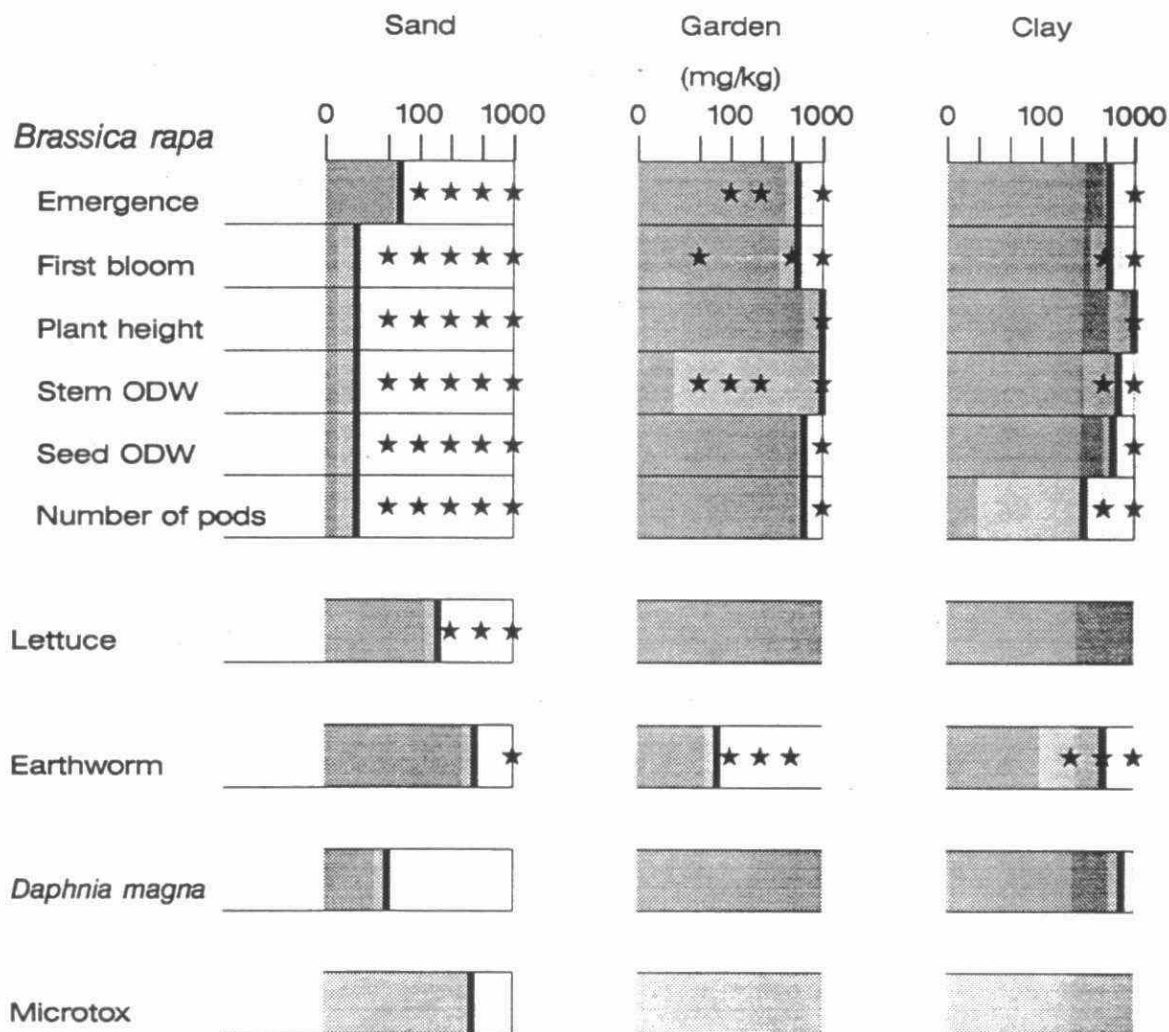 Sand Garden Clay
(mg/kg)
0 100 1000 0 100 1000 0 100 1000
Brassica rapa
Emergence
First bloom
Plant height
Stem ODW
Seed ODW
Number of pods
Lettuce
Earthworm
Daphnia magna
Microtox